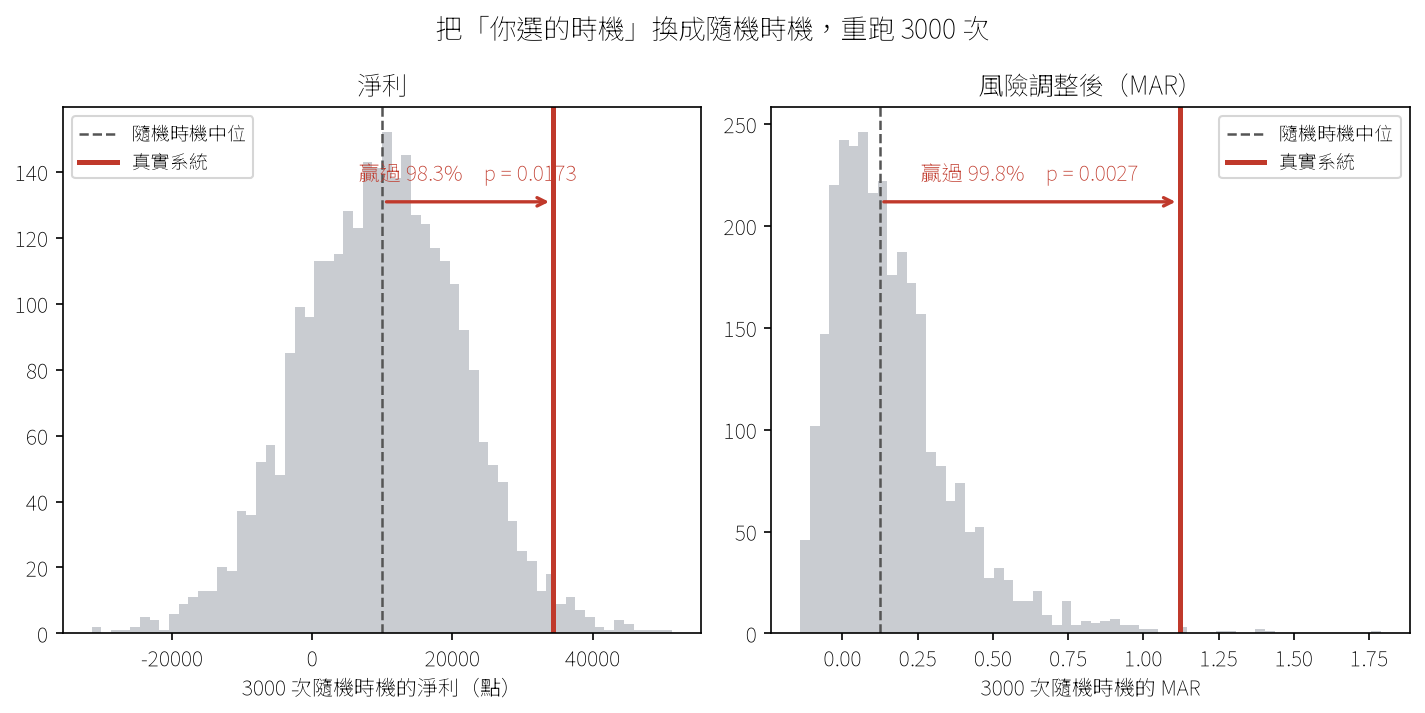 把「你選的時機」換成隨機時機，重跑 3000 次
淨利
隨機時機中位
真實系統
贏過 98.3% p = 0.0173
140
120
100
80
60
40
20
0
-20000 0 20000 40000
3000 次隨機時機的淨利（點）
風險調整後（MAR）
隨機時機中位
真實系統
贏過 99.8% p = 0.0027
250
200
150
100
50
0
0.00 0.25 0.50 0.75 1.00 1.25 1.50 1.75
3000 次隨機時機的 MAR